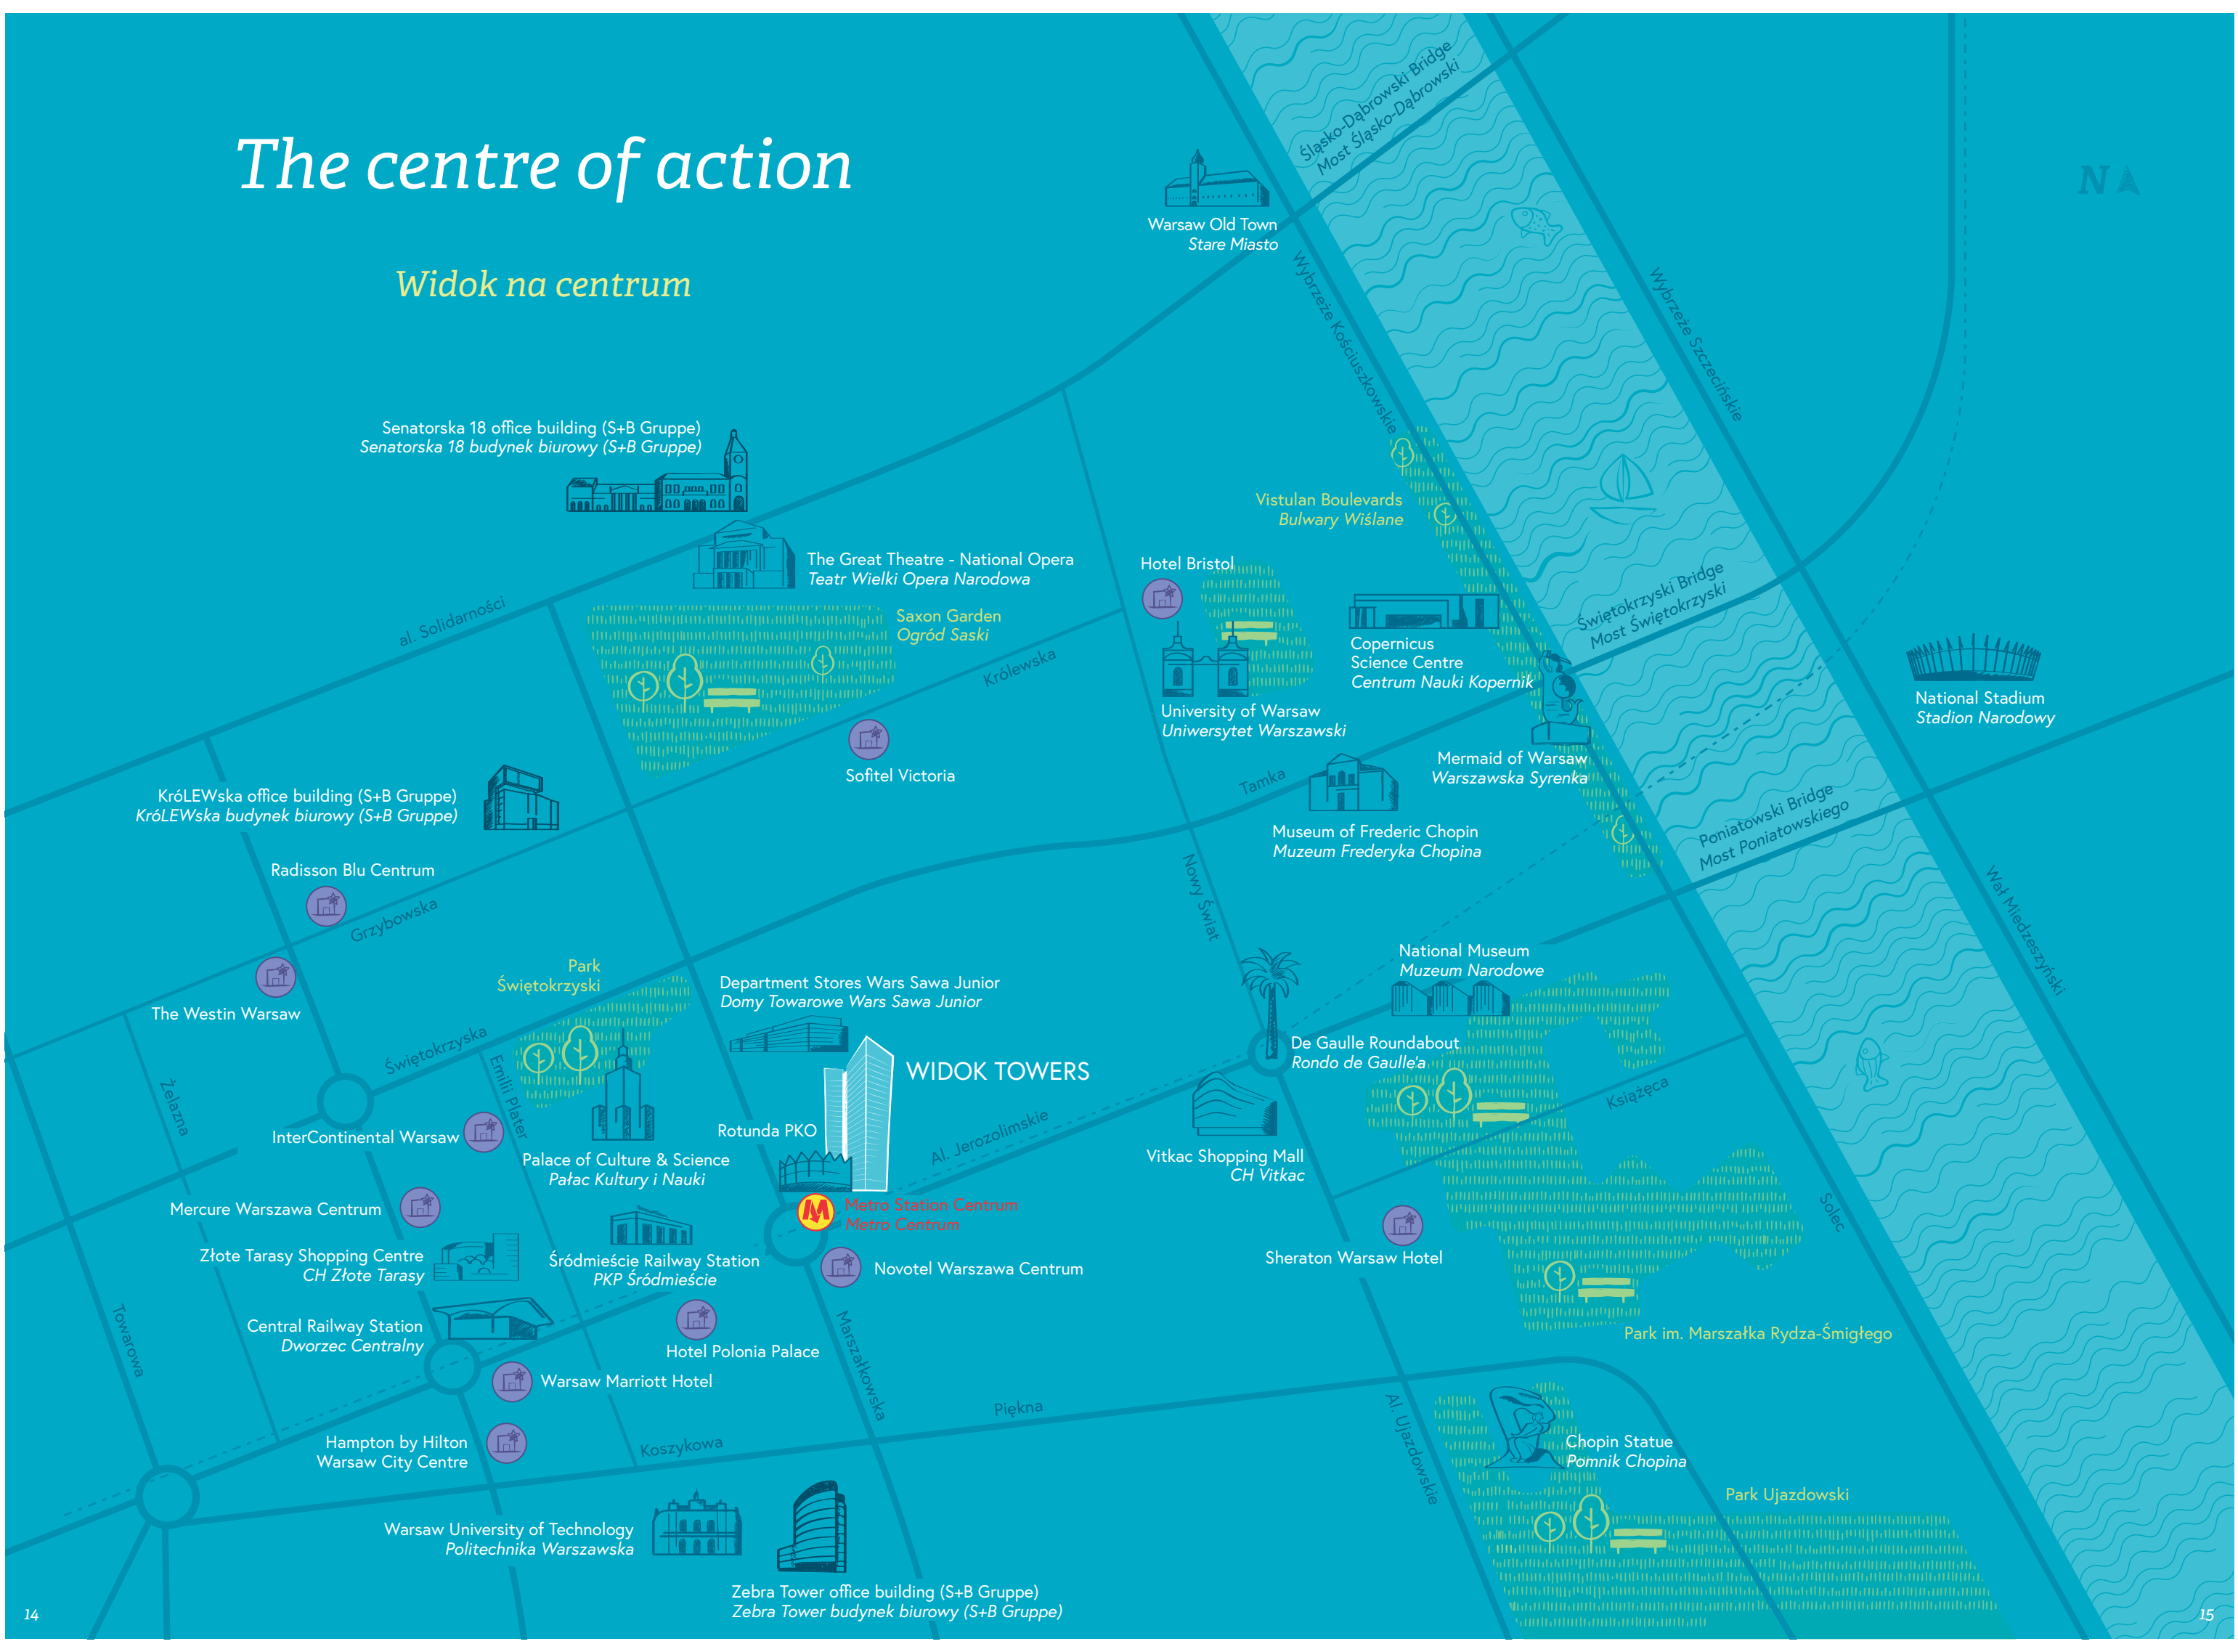 The centre of action
Widok na centrum
N
Śląsko-Dąbrowski Bridge
Most Śląsko-Dąbrowski
Warsaw Old Town
Stare Miasto
Wybrzeże Kościuszkowskie
Wybrzeże Szczecińskie
Senatorska 18 office building (S+B Gruppe)
Senatorska 18 budynek biurowy (S+B Gruppe)
Vistulan Boulevards
Bulwary Wiślane
The Great Theatre - National Opera
Teatr Wielki Opera Narodowa
Hotel Bristol
Świętokrzyski Bridge
Most Świętokrzyski
al. Solidarności
Saxon Garden
Ogród Saski
Królewska
Copernicus
Science Centre
Centrum Nauki Kopernik
University of Warsaw
Uniwersytet Warszawski
National Stadium
Stadion Narodowy
Sofitel Victoria
Tamka
Mermaid of Warsaw
Warszawska Syrenka
KróLEWska office building (S+B Gruppe)
KróLEWska budynek biurowy (S+B Gruppe)
Museum of Frederic Chopin
Muzeum Frederyka Chopina
Poniatowski Bridge
Most Poniatowskiego
Radisson Blu Centrum
Grzybowska
Nowy Świat
Wał Miedzeszyński
National Museum
Muzeum Narodowe
Park
Świętokrzyski
Department Stores Wars Sawa Junior
Domy Towarowe Wars Sawa Junior
The Westin Warsaw
Świętokrzyska
Emilii Plater
Żelazna
WIDOK TOWERS
De Gaulle Roundabout
Rondo de Gaulle'a
Książęca
InterContinental Warsaw
Rotunda PKO
Al. Jerozolimskie
Palace of Culture & Science
Pałac Kultury i Nauki
Vitkac Shopping Mall
CH Vitkac
Mercure Warszawa Centrum
Metro Station Centrum
Metro Centrum
Solec
Złote Tarasy Shopping Centre
CH Złote Tarasy
Śródmieście Railway Station
PKP Śródmieście
Novotel Warszawa Centrum
Sheraton Warsaw Hotel
Towarowa
Central Railway Station
Dworzec Centralny
Hotel Polonia Palace
Marszałkowska
Park im. Marszałka Rydza-Śmigłego
Warsaw Marriott Hotel
Piękna
Al. Ujazdowskie
Hampton by Hilton
Warsaw City Centre
Koszykowa
Chopin Statue
Pomnik Chopina
Park Ujazdowski
Warsaw University of Technology
Politechnika Warszawska
Zebra Tower office building (S+B Gruppe)
Zebra Tower budynek biurowy (S+B Gruppe)
14
15